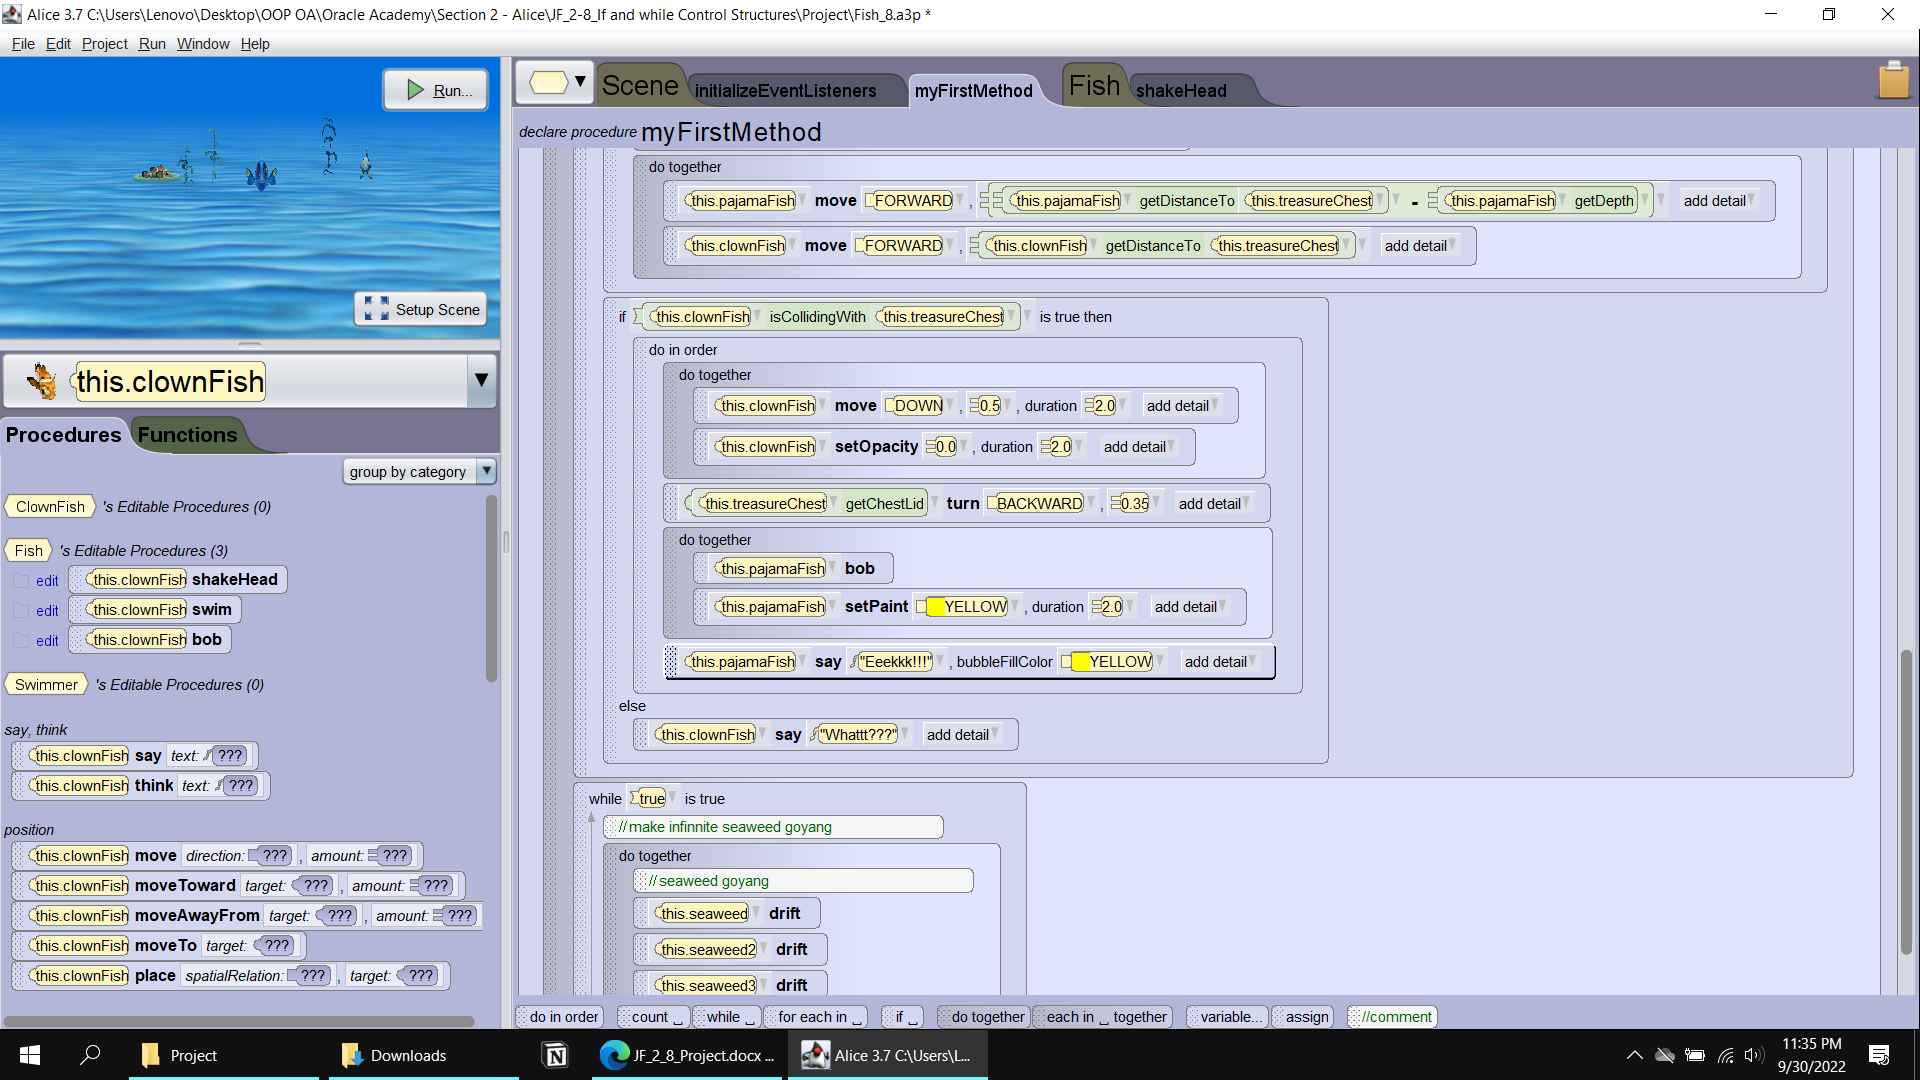 Alice 3.7 C:\Users\Lenovo\Desktop\OOP OA\Oracle Academy\Section 2 - Alice\JF_2-8_If and while Control Structures\Project\Fish_8.a3p *
File Edit Project Run Window Help
Run...
Setup Scene
this.clownFish
Procedures Functions
group by category
ClownFish 's Editable Procedures (0)
Fish 's Editable Procedures (3)
edit this.clownFish shakeHead
edit this.clownFish swim
edit this.clownFish bob
Swimmer 's Editable Procedures (0)
say, think
this.clownFish say text: ???
this.clownFish think text: ???
position
this.clownFish move direction: ??? , amount: ???
this.clownFish moveToward target: ??? , amount: ???
this.clownFish moveAwayFrom target: ??? , amount: ???
this.clownFish moveTo target: ???
this.clownFish place spatialRelation: ??? , target: ???
Scene initializeEventListeners myFirstMethod Fish shakeHead
declare procedure myFirstMethod
do together
this.pajamaFish move FORWARD , this.pajamaFish getDistanceTo this.treasureChest - this.pajamaFish getDepth add detail
this.clownFish move FORWARD , this.clownFish getDistanceTo this.treasureChest add detail
if this.clownFish isCollidingWith this.treasureChest is true then
do in order
do together
this.clownFish move DOWN , 0.5 , duration 2.0 add detail
this.clownFish setOpacity 0.0 , duration 2.0 add detail
this.treasureChest getChestLid turn BACKWARD , 0.35 add detail
do together
this.pajamaFish bob
this.pajamaFish setPaint YELLOW , duration 2.0 add detail
this.pajamaFish say "Eeekkk!!!" , bubbleFillColor YELLOW add detail
else
this.clownFish say "Whattt???" add detail
while true is true
//make infinnite seaweed goyang
do together
//seaweed goyang
this.seaweed drift
this.seaweed2 drift
this.seaweed3 drift
do in order count _ while _ for each in _ if _ do together each in _ together variable... assign //comment
Project Downloads JF_2_8_Project.docx ... Alice 3.7 C:\Users\L...
11:35 PM
9/30/2022